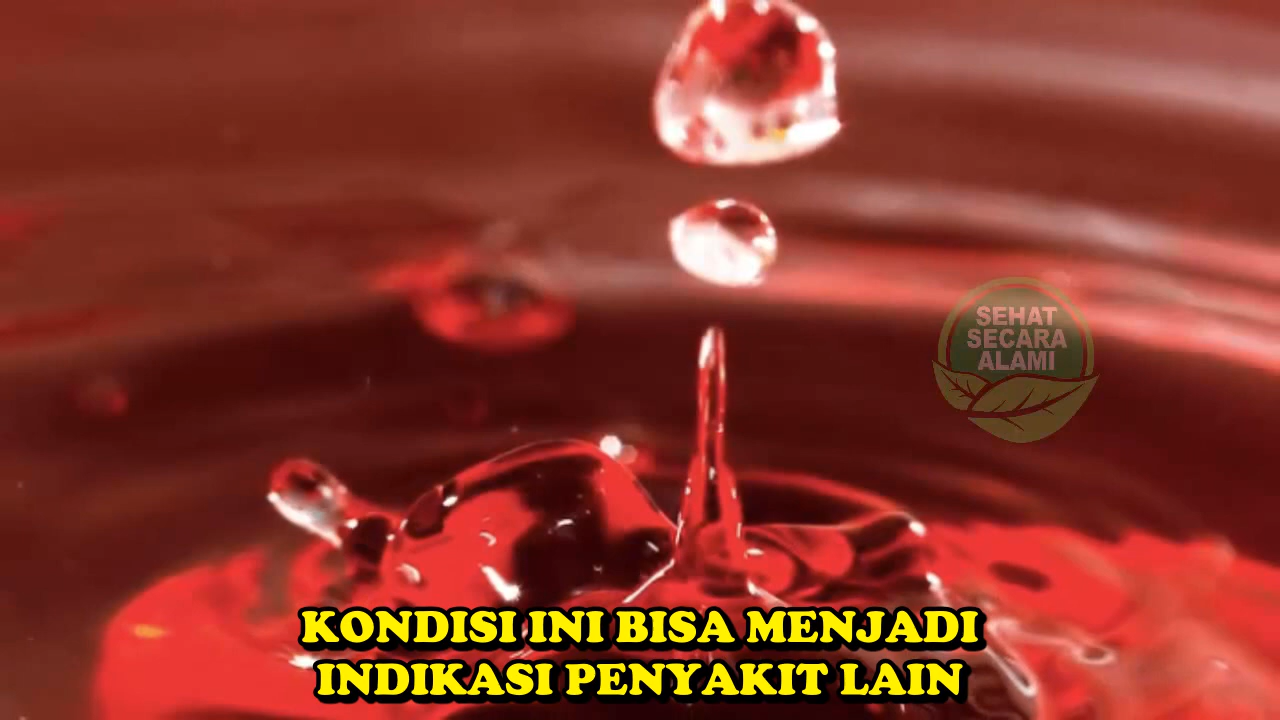 SEHAT
SECARA
ALAMI
KONDISI INI BISA MENJADI
INDIKASI PENYAKIT LAIN